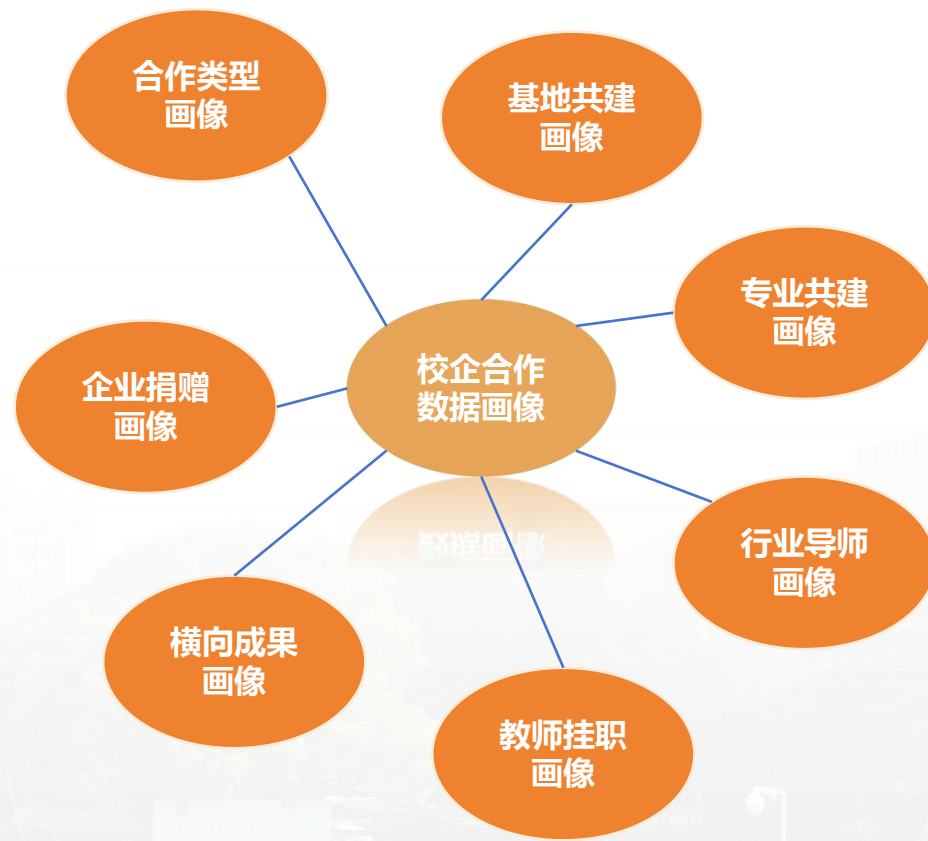 合作类型
画像
基地共建
画像
专业共建
画像
校企合作
数据画像
企业捐赠
画像
行业导师
画像
横向成果
画像
教师挂职
画像